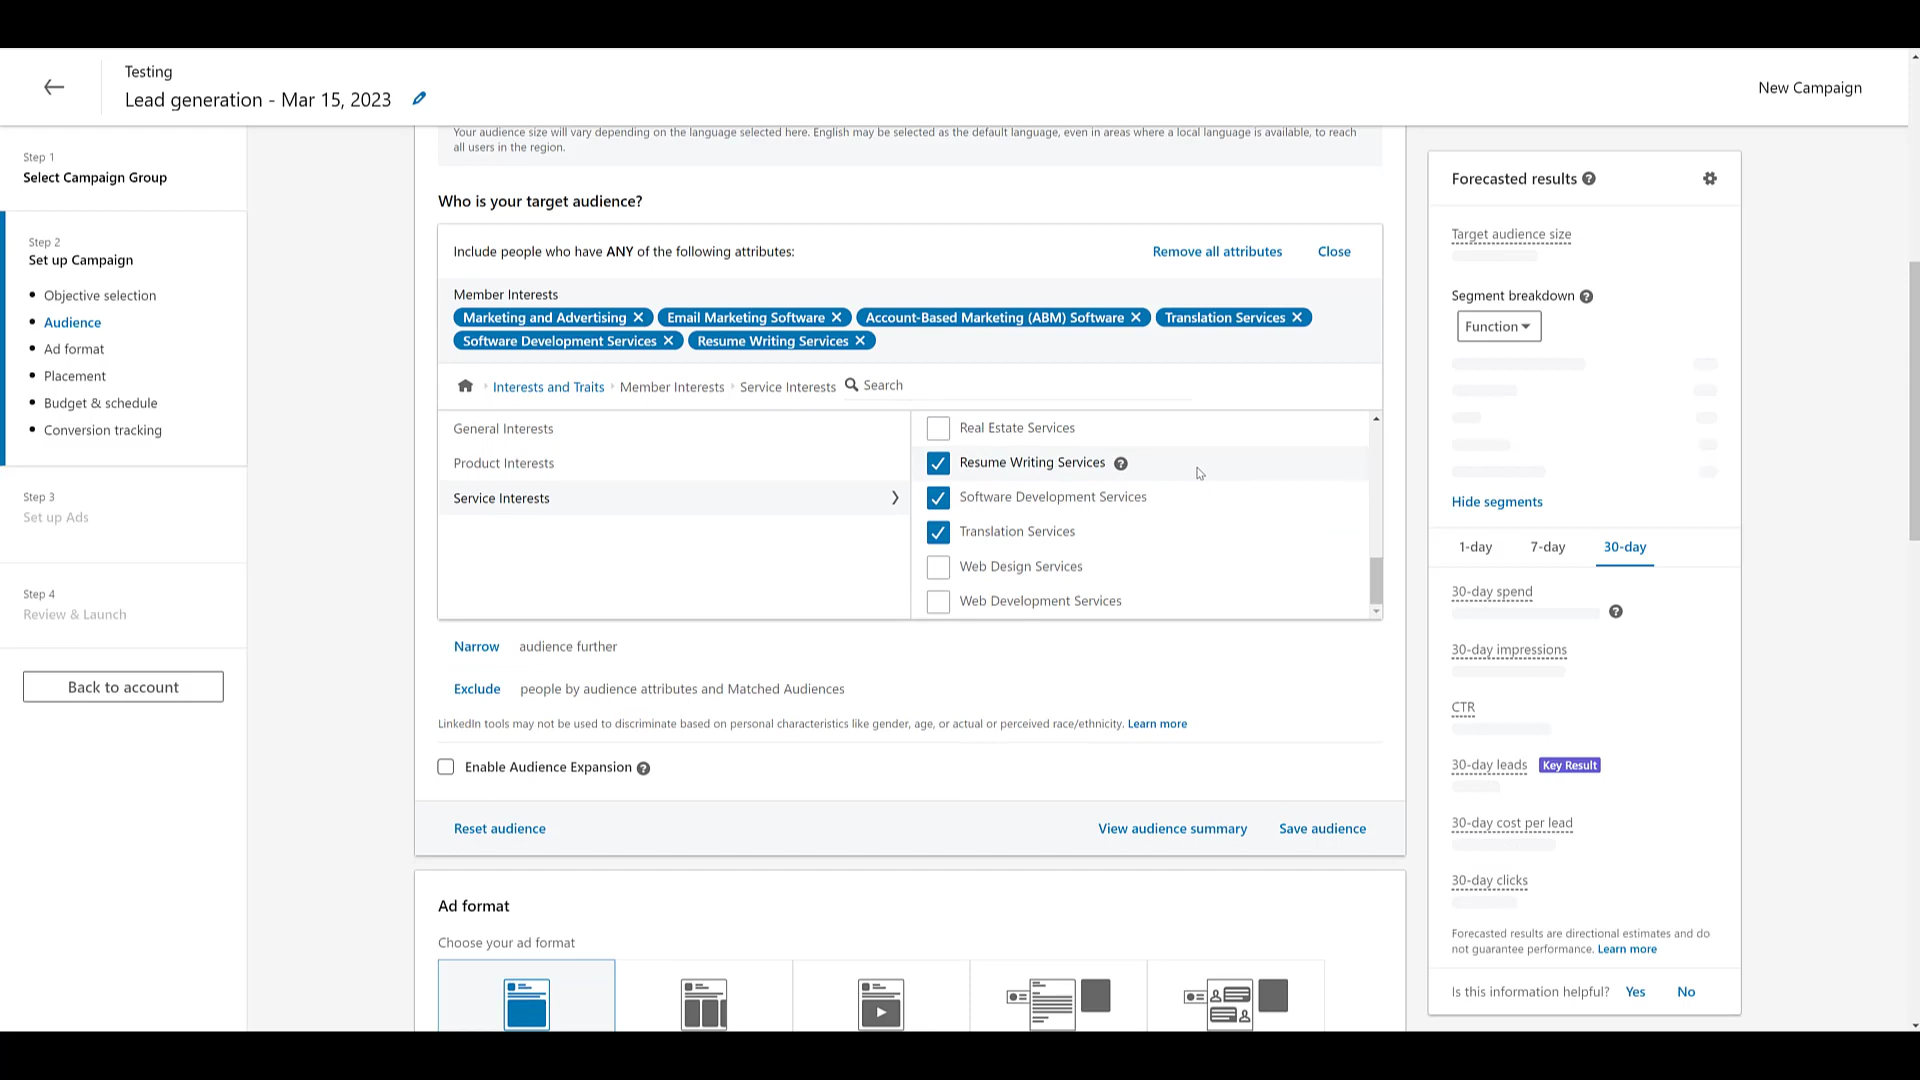 Testing
Lead generation - Mar 15, 2023
New Campaign
Step 1
Select Campaign Group
Step 2
Set up Campaign
Objective selection
Audience
Ad format
Placement
Budget & schedule
Conversion tracking
Step 3
Set up Ads
Step 4
Review & Launch
Back to account
Your audience size will vary depending on the language selected here. English may be selected as the default language, even in areas where a local language is available, to reach
all users in the region.
Who is your target audience?
Include people who have ANY of the following attributes:
Remove all attributes
Close
Member Interests
Marketing and Advertising Email Marketing Software Account-Based Marketing (ABM) Software Translation Services
Software Development Services Resume Writing Services
Interests and Traits Member Interests Service Interests Search
General Interests
Product Interests
Service Interests
Real Estate Services
Resume Writing Services
Software Development Services
Translation Services
Web Design Services
Web Development Services
Narrow audience further
Exclude people by audience attributes and Matched Audiences
LinkedIn tools may not be used to discriminate based on personal characteristics like gender, age, or actual or perceived race/ethnicity. Learn more
Enable Audience Expansion
Reset audience
View audience summary
Save audience
Ad format
Choose your ad format
Forecasted results
Target audience size
Segment breakdown
Function
Hide segments
1-day 7-day 30-day
30-day spend
30-day impressions
CTR
30-day leads Key Result
30-day cost per lead
30-day clicks
Forecasted results are directional estimates and do
not guarantee performance. Learn more
Is this information helpful? Yes No